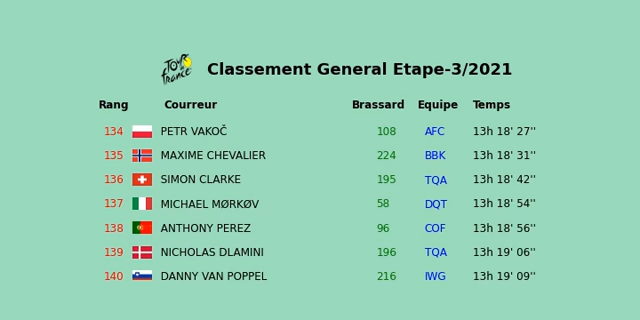 Tour de France
Classement General Etape-3/2021
Rang Courreur Brassard Equipe Temps
134 PETR VAKOČ 108 AFC 13h 18' 27''
135 MAXIME CHEVALIER 224 BBK 13h 18' 31''
136 SIMON CLARKE 195 TQA 13h 18' 42''
137 MICHAEL MØRKØV 58 DQT 13h 18' 54''
138 ANTHONY PEREZ 96 COF 13h 18' 56''
139 NICHOLAS DLAMINI 196 TQA 13h 19' 06''
140 DANNY VAN POPPEL 216 IWG 13h 19' 09''